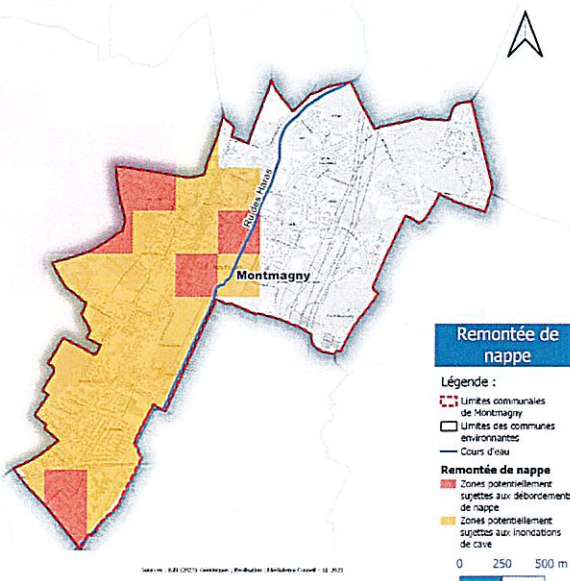 Ru des Haras
Montmagny
Remontée de
nappe
Légende :
Limites communales
de Montmagny
Limites des communes
environnantes
Cours d'eau
Remontée de nappe
Zones potentiellement
sujettes aux débordements
de nappe
Zones potentiellement
sujettes aux inondations
de cave
0 250 500 m